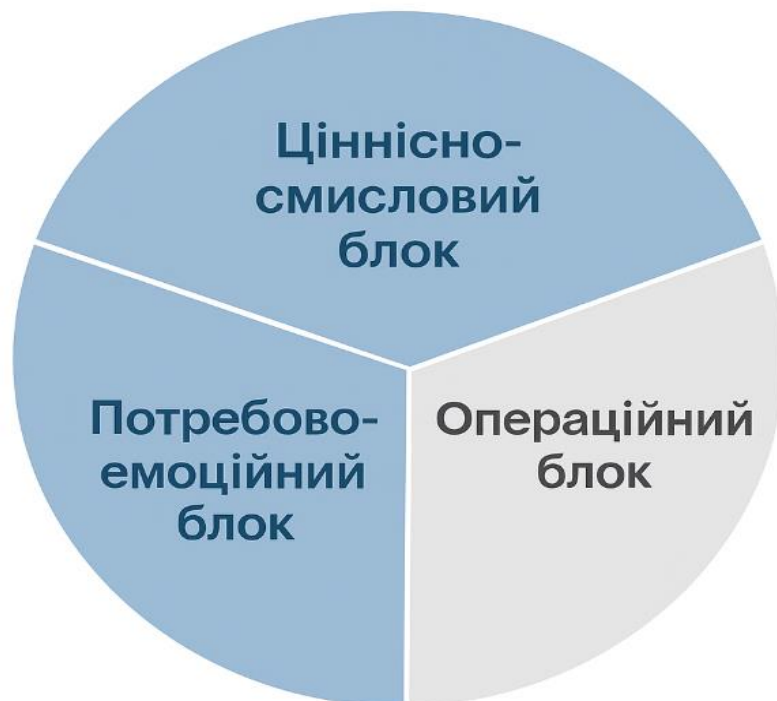 Ціннісно-
смисловий
блок
Потребово-
емоційний
блок
Операційний
блок